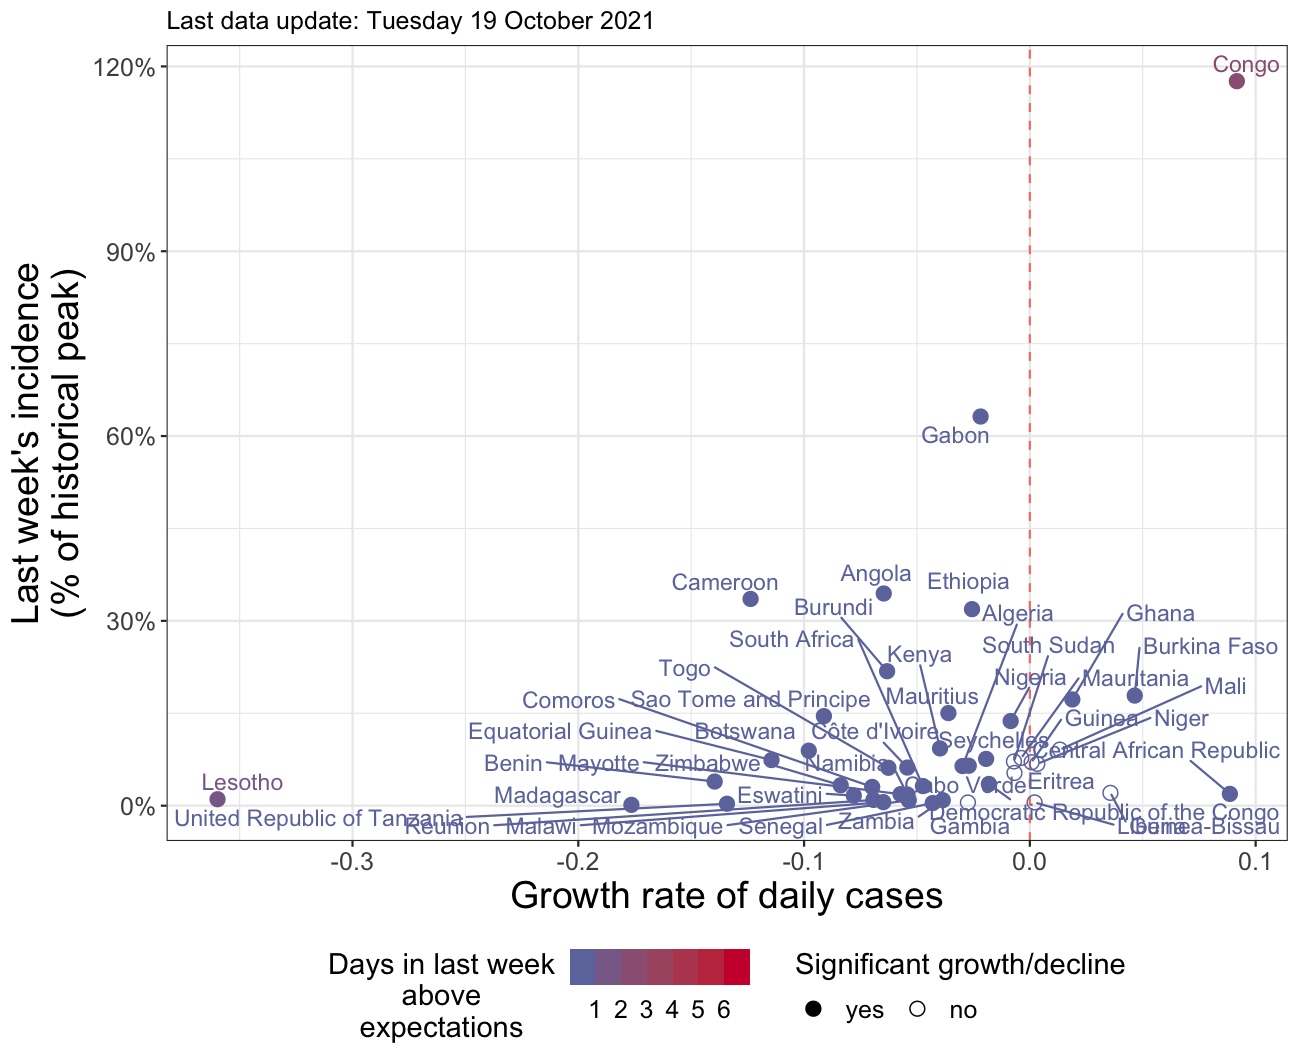 Last data update: Tuesday 19 October 2021
120%
90%
60%
30%
0%
Last week's incidence
(% of historical peak)
Congo
Gabon
Cameroon
Angola
Ethiopia
Burundi
Algeria
Ghana
South Africa
South Sudan
Burkina Faso
Kenya
Togo
Nigeria
Mauritania
Mali
Comoros
Sao Tome and Principe
Mauritius
Guinea
Niger
Equatorial Guinea
Botswana
Côte d'Ivoire
Seychelles
Central African Republic
Benin
Mayotte
Zimbabwe
Namibia
Lesotho
Cabo Verde
Eritrea
Madagascar
Eswatini
Democratic Republic of the Congo
United Republic of Tanzania
Réunion
Malawi
Mozambique
Senegal
Zambia
Gambia
Liberia
Guinea-Bissau
-0.3
-0.2
-0.1
0.0
0.1
Growth rate of daily cases
Days in last week
above
expectations
1 2 3 4 5 6
Significant growth/decline
yes
no